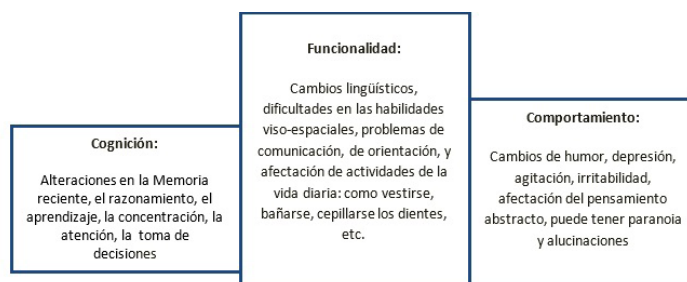 Cognición:
Alteraciones en la Memoria
reciente, el razonamiento, el
aprendizaje, la concentración, la
atención, la toma de
decisiones
Funcionalidad:
Cambios lingüísticos,
dificultades en las habilidades
viso-espaciales, problemas de
comunicación, de orientación, y
afectación de actividades de la
vida diaria: como vestirse,
bañarse, cepillarse los dientes,
etc.
Comportamiento:
Cambios de humor, depresión,
agitación, irritabilidad,
afectación del pensamiento
abstracto, puede tener paranoia
y alucinaciones